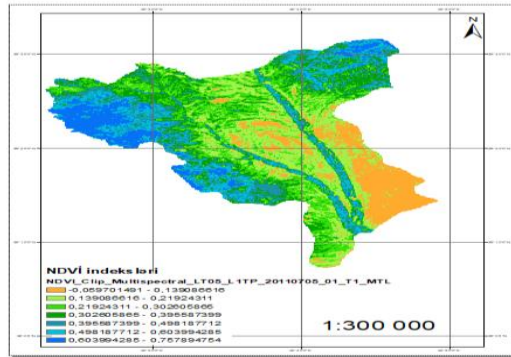 N
NDVİ indeksləri
NDVI_Clip_Multispectral_LT05_L1TP_20110705_01_T1_MTL
-0,059701491 - 0,139086616
0,139086616 - 0,21924311
0,21924311 - 0,302605865
0,302605865 - 0,395587399
0,395587399 - 0,498187712
0,498187712 - 0,603994285
0,603994285 - 0,757894754
1:300 000